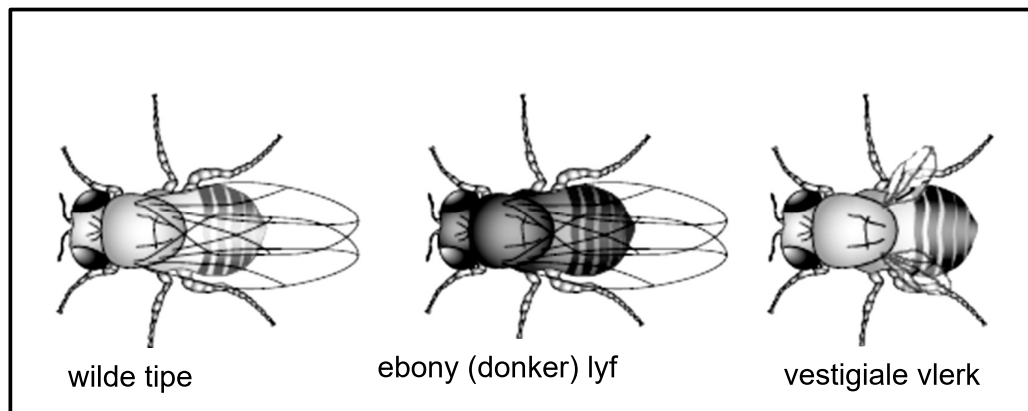 wilde tipe
ebony (donker) lyf
vestigiale vlerk